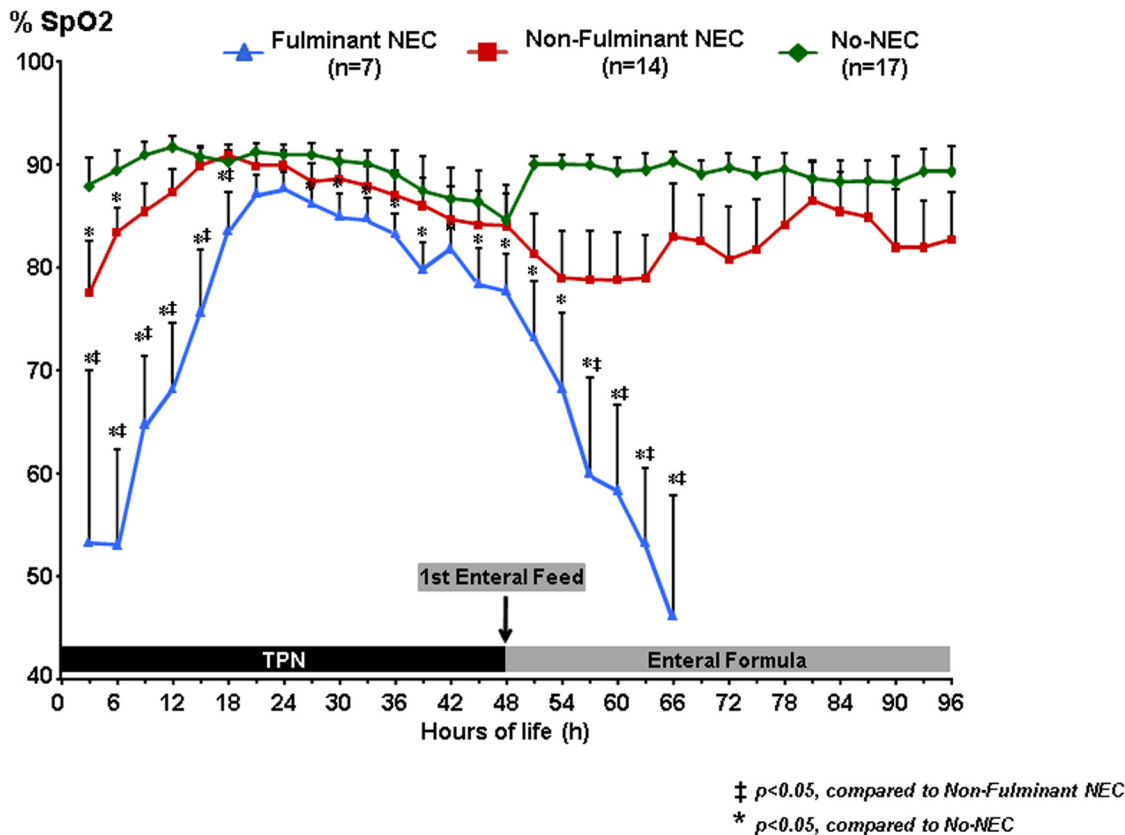 % SpO2
Fulminant NEC
(n=7)
Non-Fulminant NEC
(n=14)
No-NEC
(n=17)
100
90
80
70
60
50
40
*
*
*‡
*‡
*‡
*‡
*‡
*‡
*
*
*
*
*
*
*
*
*
*
*‡
*‡
*‡
*‡
1st Enteral Feed
TPN
Enteral Formula
0 6 12 18 24 30 36 42 48 54 60 66 72 78 84 90 96
Hours of life (h)
‡ p<0.05, compared to Non-Fulminant NEC
* p<0.05, compared to No-NEC